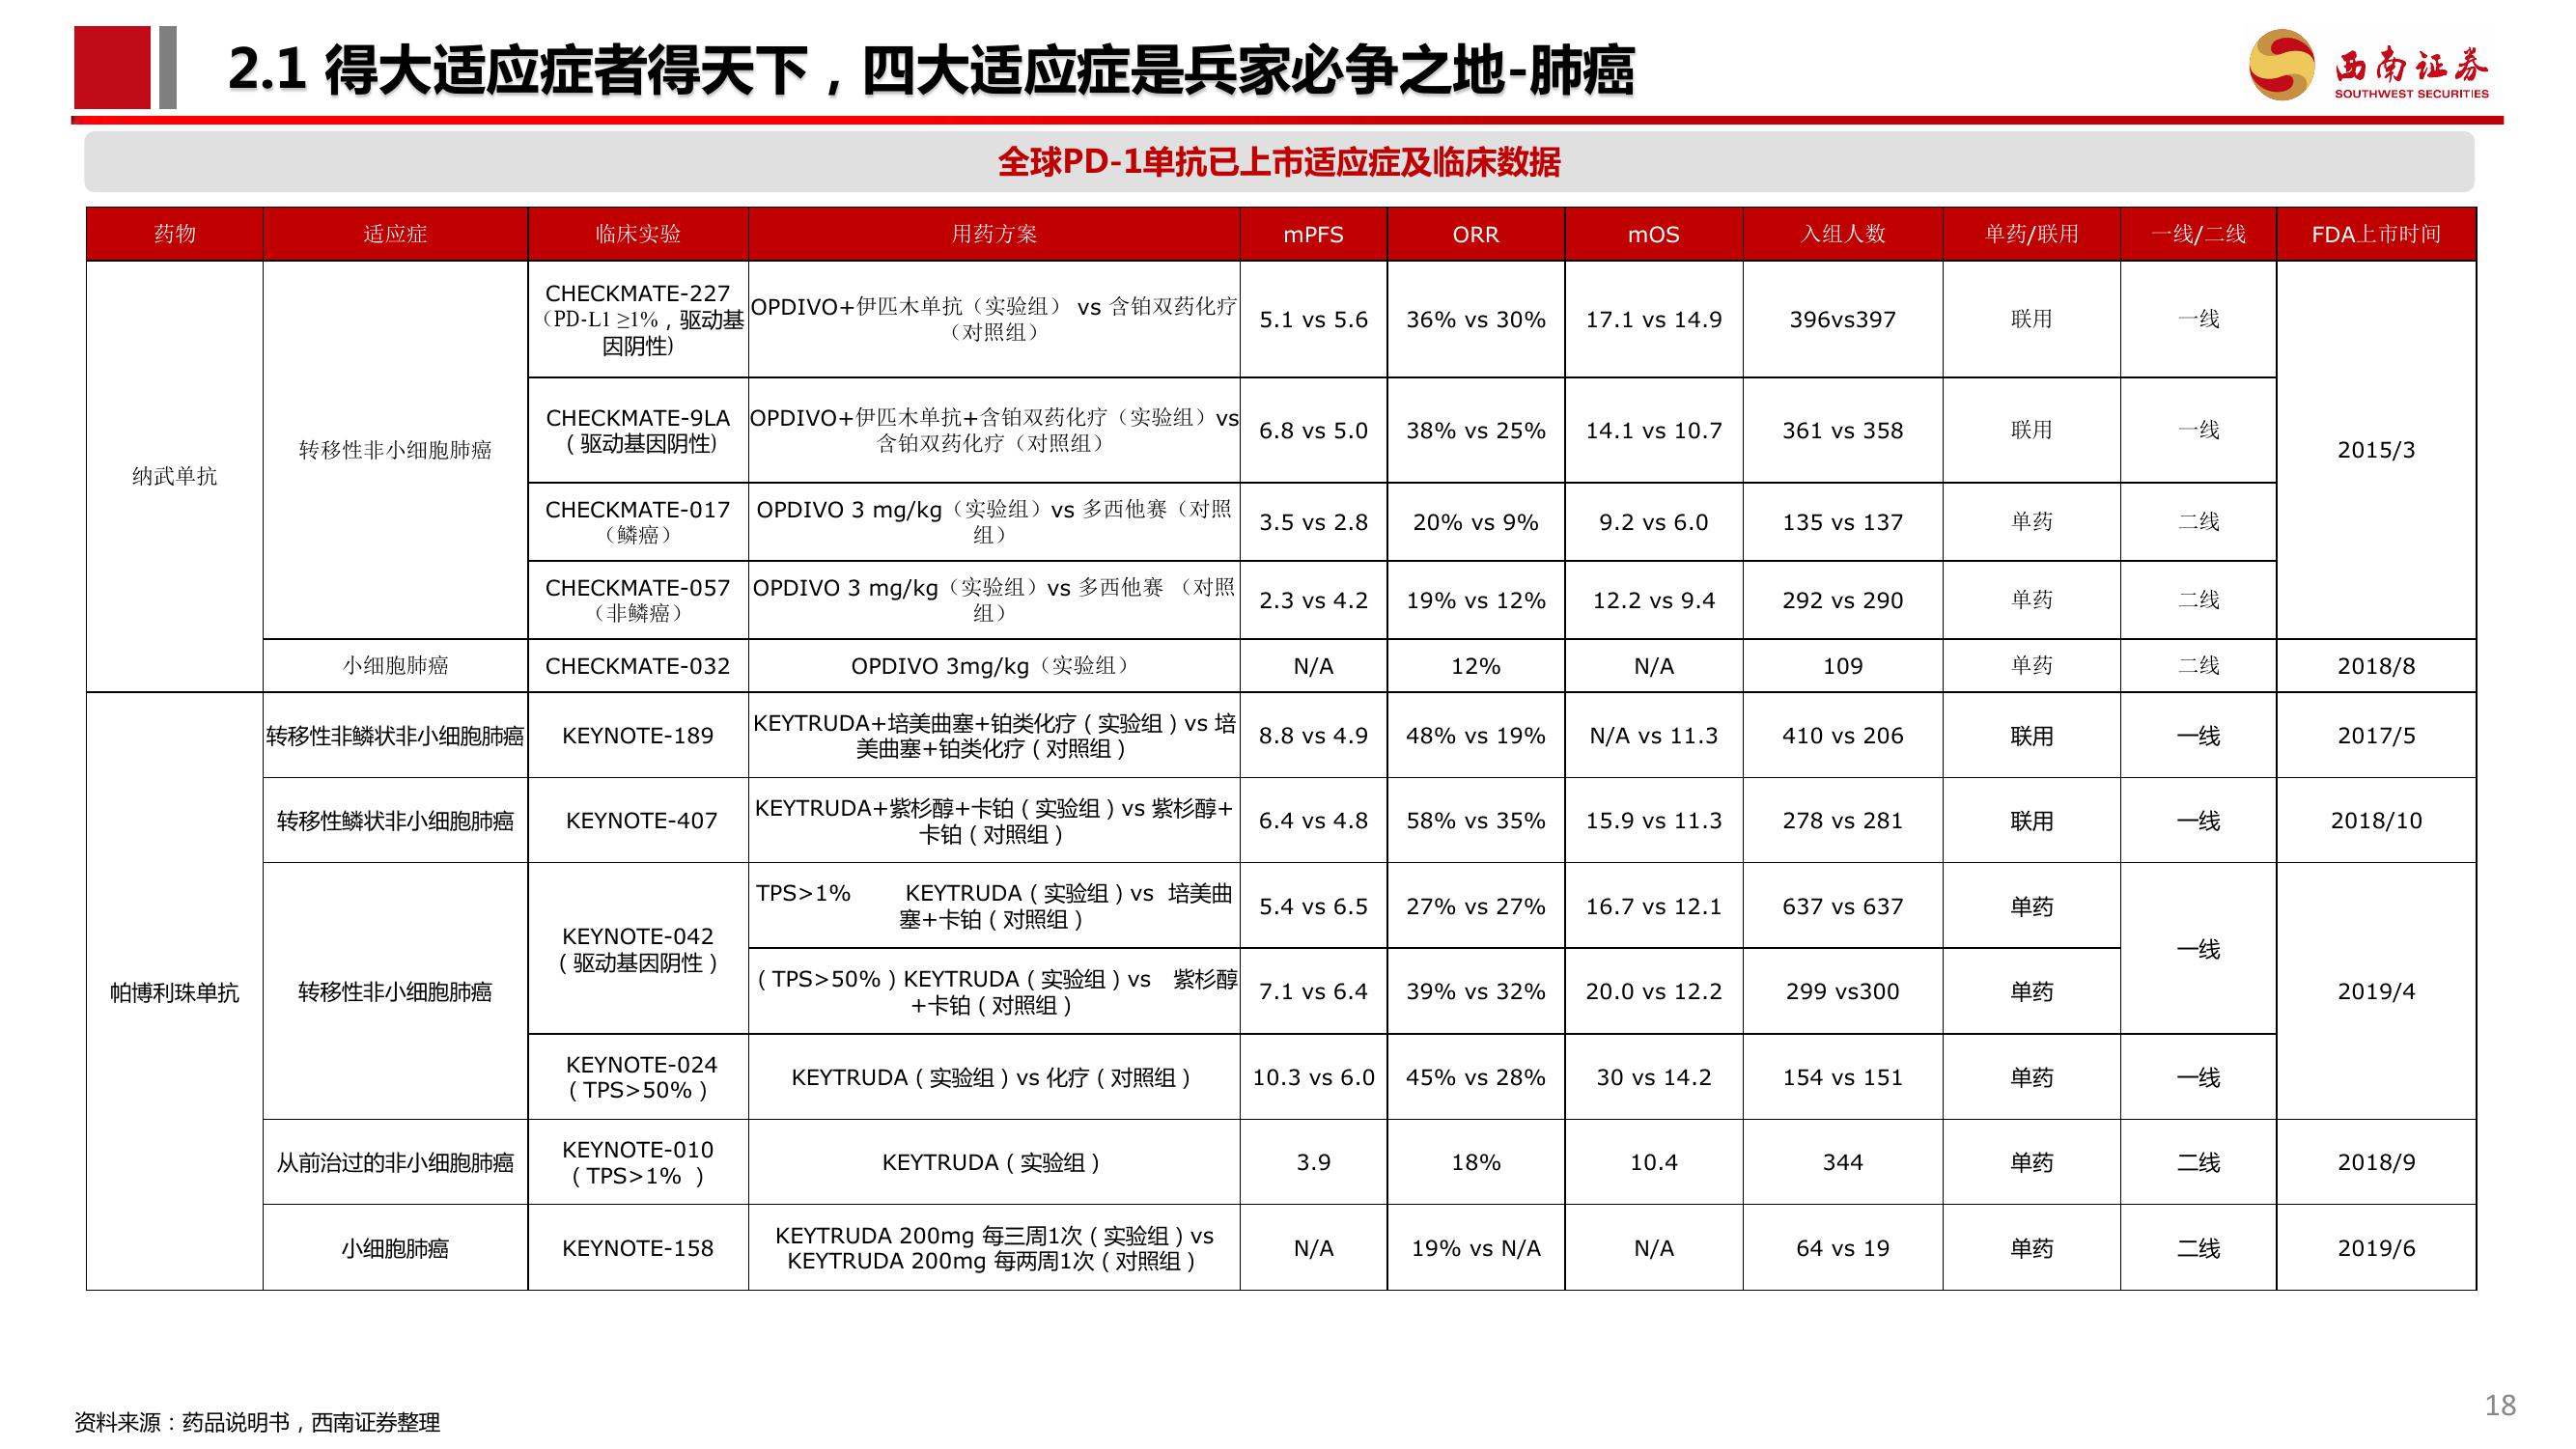 2.1 得大适应症者得天下，四大适应症是兵家必争之地-肺癌
西南证券
SOUTHWEST SECURITIES
全球PD-1单抗已上市适应症及临床数据
药物 适应症 临床实验 用药方案 mPFS ORR mOS 入组人数 单药/联用 一线/二线 FDA上市时间
纳武单抗
转移性非小细胞肺癌
CHECKMATE-227
（PD-L1 ≥1%，驱动基
因阴性)
OPDIVO+伊匹木单抗（实验组） vs 含铂双药化疗
（对照组）
5.1 vs 5.6 36% vs 30% 17.1 vs 14.9 396vs397 联用 一线
2015/3
CHECKMATE-9LA
（驱动基因阴性)
OPDIVO+伊匹木单抗+含铂双药化疗（实验组）vs
含铂双药化疗（对照组）
6.8 vs 5.0 38% vs 25% 14.1 vs 10.7 361 vs 358 联用 一线
CHECKMATE-017
（鳞癌）
OPDIVO 3 mg/kg（实验组）vs 多西他赛（对照
组）
3.5 vs 2.8 20% vs 9% 9.2 vs 6.0 135 vs 137 单药 二线
CHECKMATE-057
（非鳞癌）
OPDIVO 3 mg/kg（实验组）vs 多西他赛 （对照
组）
2.3 vs 4.2 19% vs 12% 12.2 vs 9.4 292 vs 290 单药 二线
小细胞肺癌 CHECKMATE-032 OPDIVO 3mg/kg（实验组） N/A 12% N/A 109 单药 二线 2018/8
帕博利珠单抗
转移性非鳞状非小细胞肺癌 KEYNOTE-189
KEYTRUDA+培美曲塞+铂类化疗（实验组）vs 培
美曲塞+铂类化疗（对照组）
8.8 vs 4.9 48% vs 19% N/A vs 11.3 410 vs 206 联用 一线 2017/5
转移性鳞状非小细胞肺癌 KEYNOTE-407
KEYTRUDA+紫杉醇+卡铂（实验组）vs 紫杉醇+
卡铂（对照组）
6.4 vs 4.8 58% vs 35% 15.9 vs 11.3 278 vs 281 联用 一线 2018/10
转移性非小细胞肺癌
KEYNOTE-042
（驱动基因阴性）
TPS>1% KEYTRUDA（实验组）vs 培美曲
塞+卡铂（对照组）
5.4 vs 6.5 27% vs 27% 16.7 vs 12.1 637 vs 637 单药
一线
2019/4
（TPS>50%）KEYTRUDA（实验组）vs 紫杉醇
+卡铂（对照组）
7.1 vs 6.4 39% vs 32% 20.0 vs 12.2 299 vs300 单药
KEYNOTE-024
（TPS>50%）
KEYTRUDA（实验组）vs 化疗（对照组） 10.3 vs 6.0 45% vs 28% 30 vs 14.2 154 vs 151 单药 一线
从前治过的非小细胞肺癌
KEYNOTE-010
（TPS>1% ）
KEYTRUDA（实验组） 3.9 18% 10.4 344 单药 二线 2018/9
小细胞肺癌 KEYNOTE-158
KEYTRUDA 200mg 每三周1次（实验组）vs
KEYTRUDA 200mg 每两周1次（对照组）
N/A 19% vs N/A N/A 64 vs 19 单药 二线 2019/6
资料来源：药品说明书，西南证券整理
18